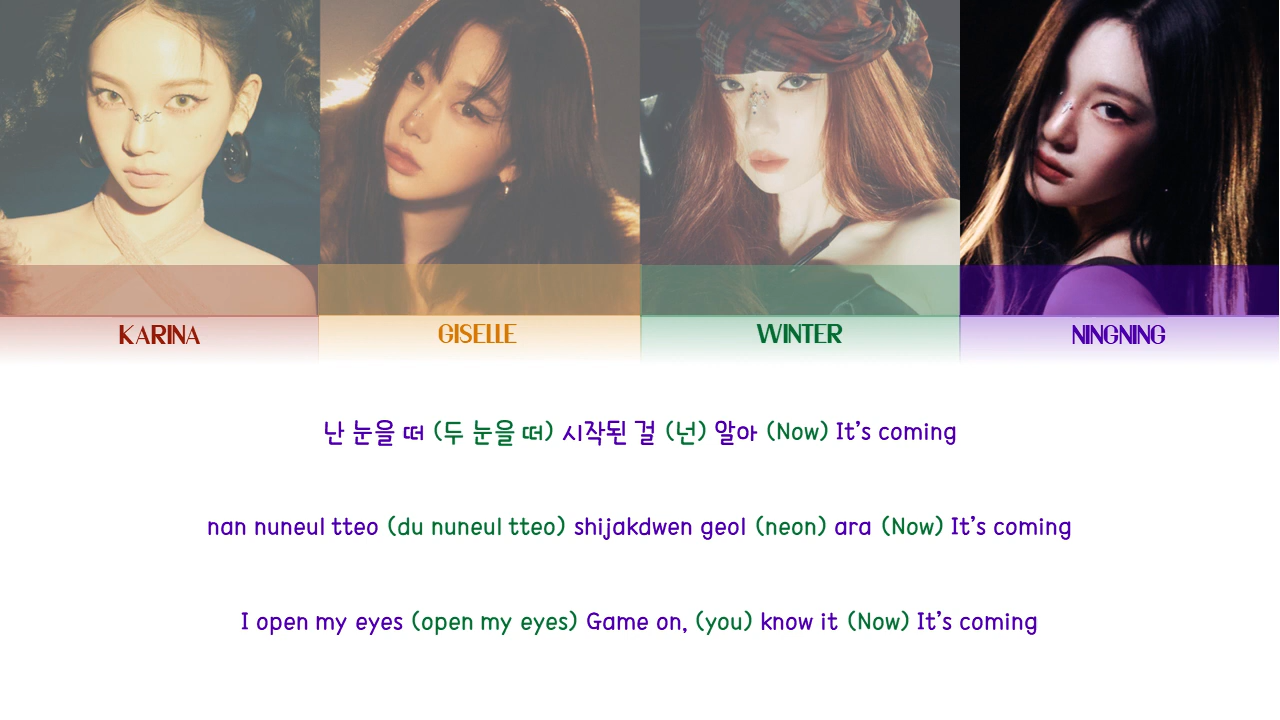 KARINA GISELLE WINTER NINGNING
난 눈을 떠 (두 눈을 떠) 시작된 걸 (넌) 알아 (Now) It's coming
nan nuneul tteo (du nuneul tteo) shijakdwen geol (neon) ara (Now) It's coming
I open my eyes (open my eyes) Game on, (you) know it (Now) It's coming